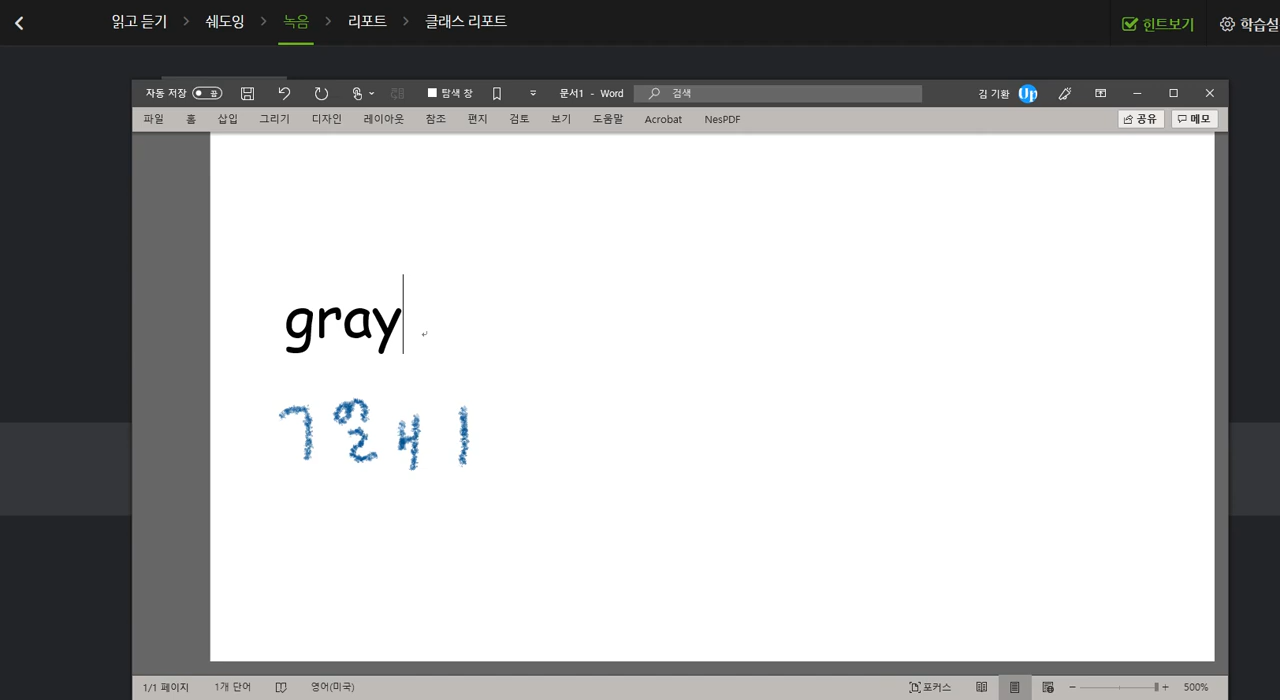 읽고 듣기 > 쉐도잉 > 녹음 > 리포트 > 클래스 리포트 힌트보기 학습설
자동 저장 탐색 창 문서1 - Word 검색 김 기환 Up
파일 홈 삽입 그리기 디자인 레이아웃 참조 편지 검토 보기 도움말 Acrobat NesPDF 공유 메모
gray
1/1 페이지 1개 단어 영어(미국) 포커스 500%